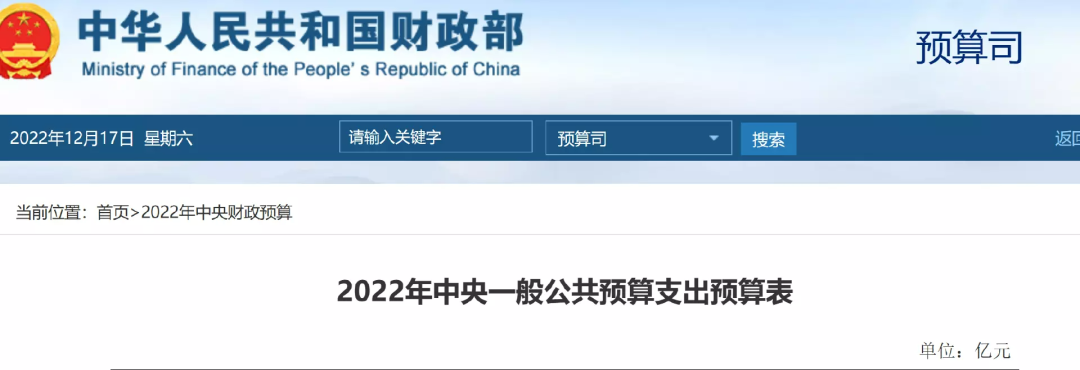 中华人民共和国财政部
Ministry of Finance of the People's Republic of China
预算司
2022年12月17日 星期六
请输入关键字
预算司
搜索
返回
当前位置：首页>2022年中央财政预算
2022年中央一般公共预算支出预算表
单位：亿元